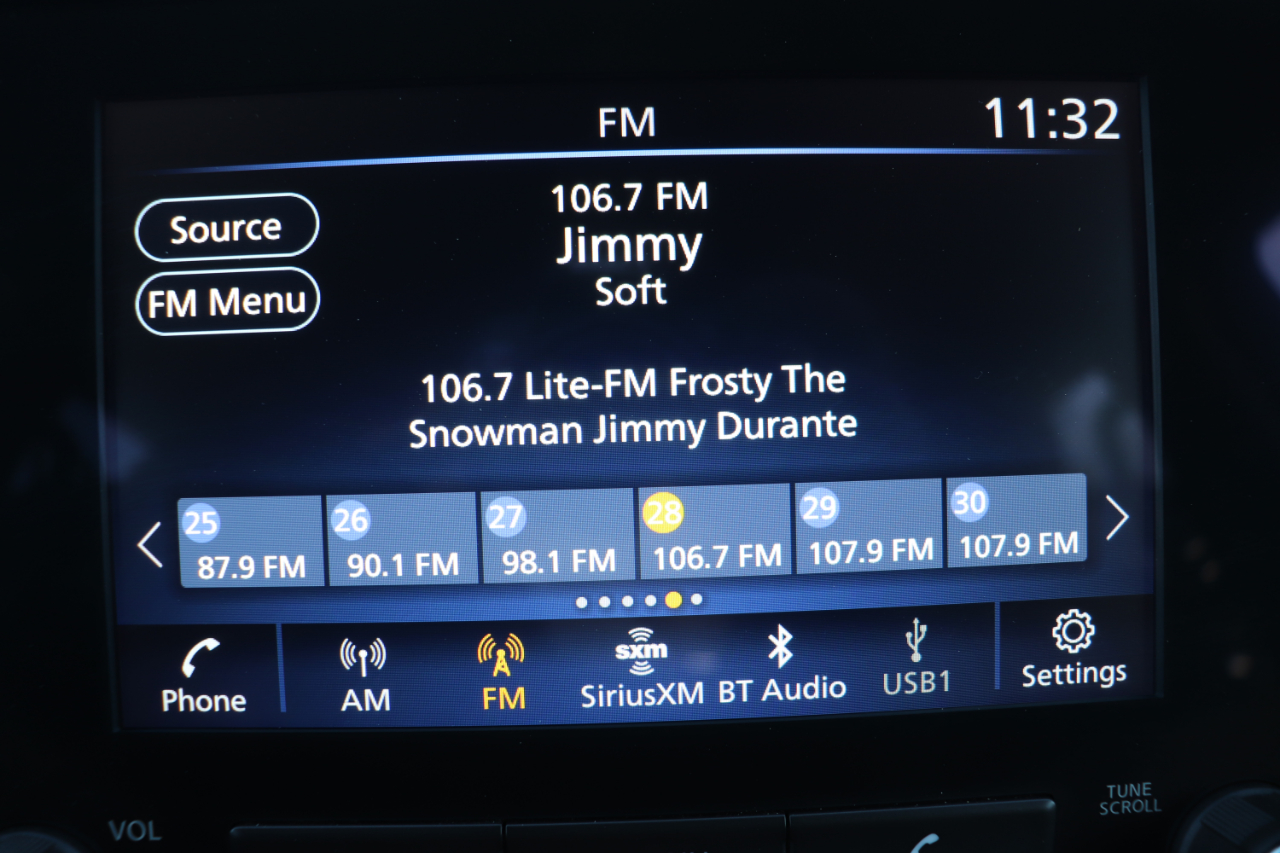 FM
11:32
Source
FM Menu
106.7 FM
Jimmy
Soft
106.7 Lite-FM Frosty The
Snowman Jimmy Durante
25
87.9 FM
26
90.1 FM
27
98.1 FM
28
106.7 FM
29
107.9 FM
30
107.9 FM
Phone
AM
FM
sxm
SiriusXM
BT Audio
USB1
Settings
VOL
TUNE
SCROLL